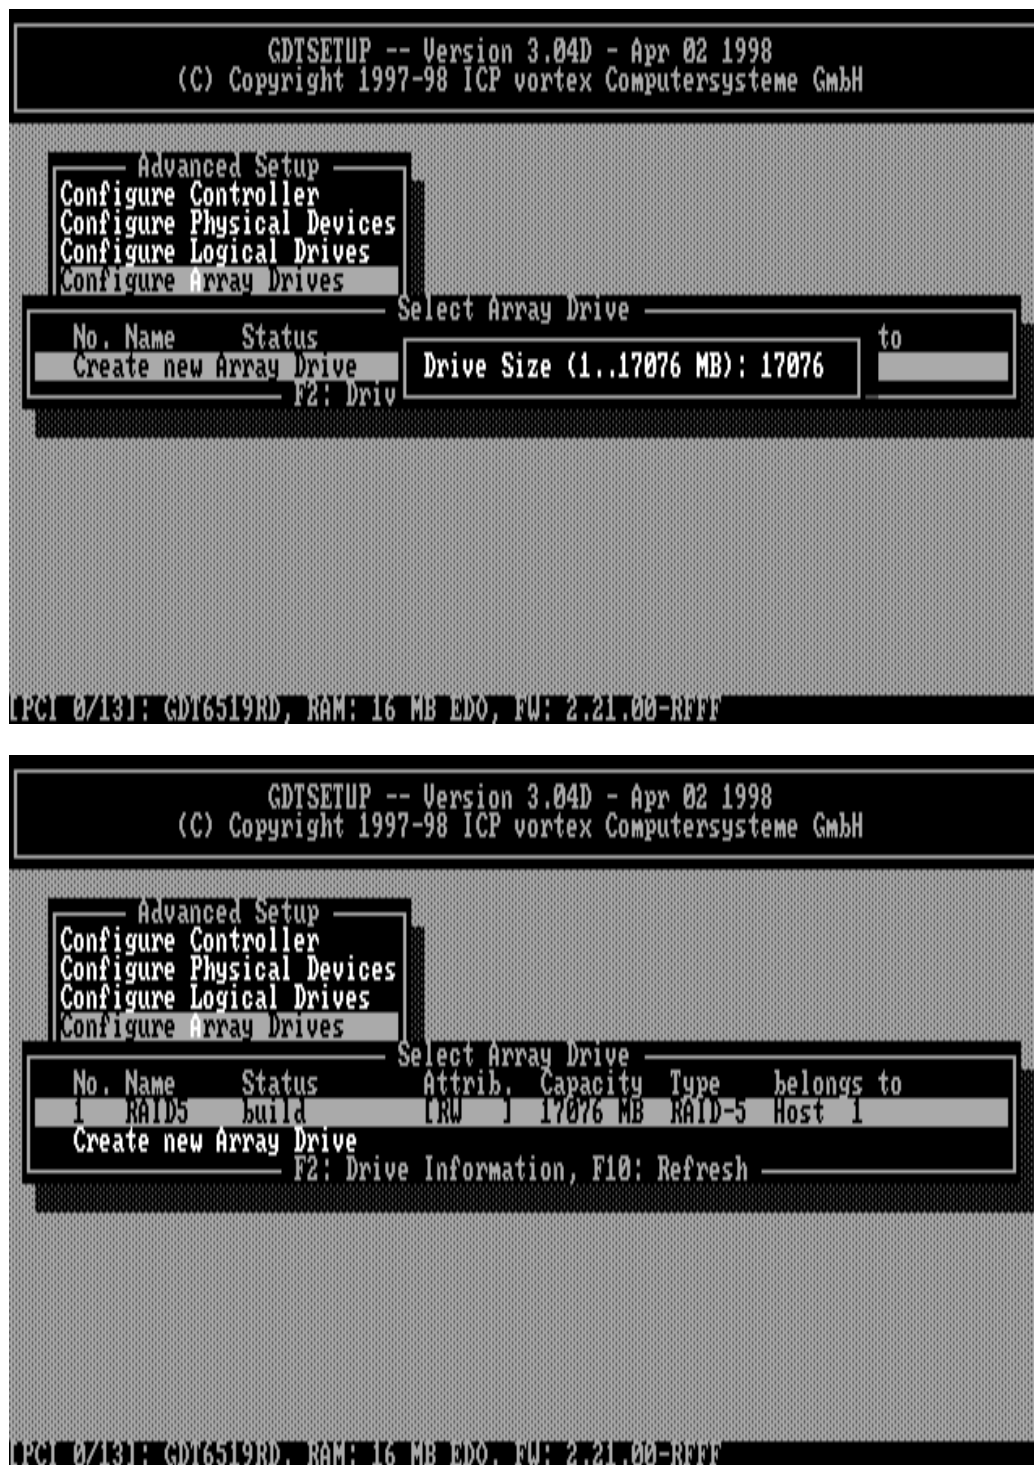 GDTSETUP -- Version 3.04D - Apr 02 1998
(C) Copyright 1997-98 ICP vortex Computersysteme GmbH
Advanced Setup
Configure Controller
Configure Physical Devices
Configure Logical Drives
Configure Array Drives
Select Array Drive
No. Name Status to
Create new Array Drive
Drive Size (1..17076 MB): 17076
F2: Driv
[PCI 0/13]: GDT6519RD, RAM: 16 MB EDO, FW: 2.21.00-RFFF
GDTSETUP -- Version 3.04D - Apr 02 1998
(C) Copyright 1997-98 ICP vortex Computersysteme GmbH
Advanced Setup
Configure Controller
Configure Physical Devices
Configure Logical Drives
Configure Array Drives
Select Array Drive
No. Name Status Attrib. Capacity Type belongs to
1 RAID5 build [RW ] 17076 MB RAID-5 Host 1
Create new Array Drive
F2: Drive Information, F10: Refresh
[PCI 0/13]: GDT6519RD, RAM: 16 MB EDO, FW: 2.21.00-RFFF